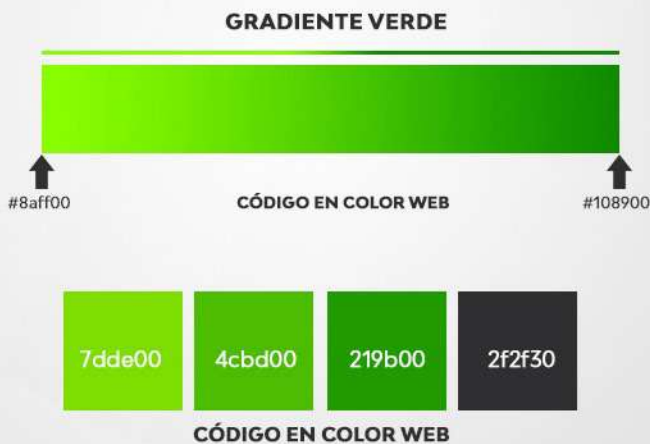 GRADIENTE VERDE
#8aff00 CÓDIGO EN COLOR WEB #108900
7dde00 4cbd00 219b00 2f2f30
CÓDIGO EN COLOR WEB